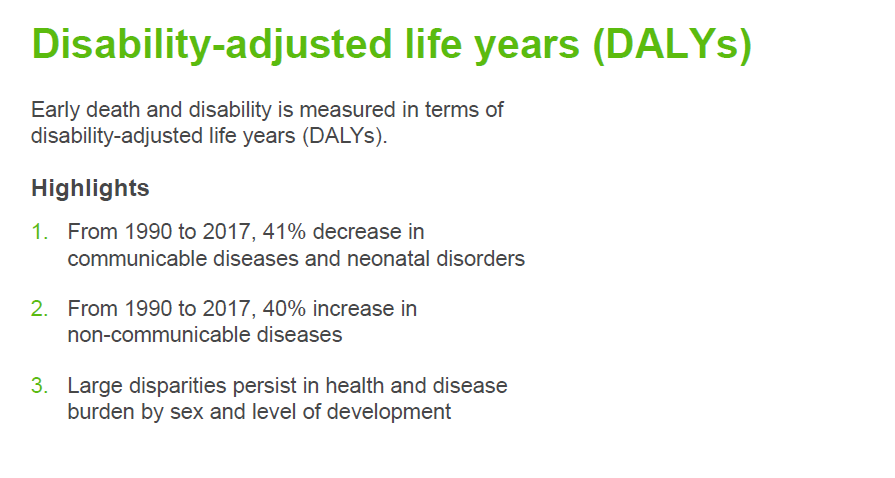 Disability-adjusted life years (DALYs)
Early death and disability is measured in terms of
disability-adjusted life years (DALYs).
Highlights
1. From 1990 to 2017, 41% decrease in
communicable diseases and neonatal disorders
2. From 1990 to 2017, 40% increase in
non-communicable diseases
3. Large disparities persist in health and disease
burden by sex and level of development